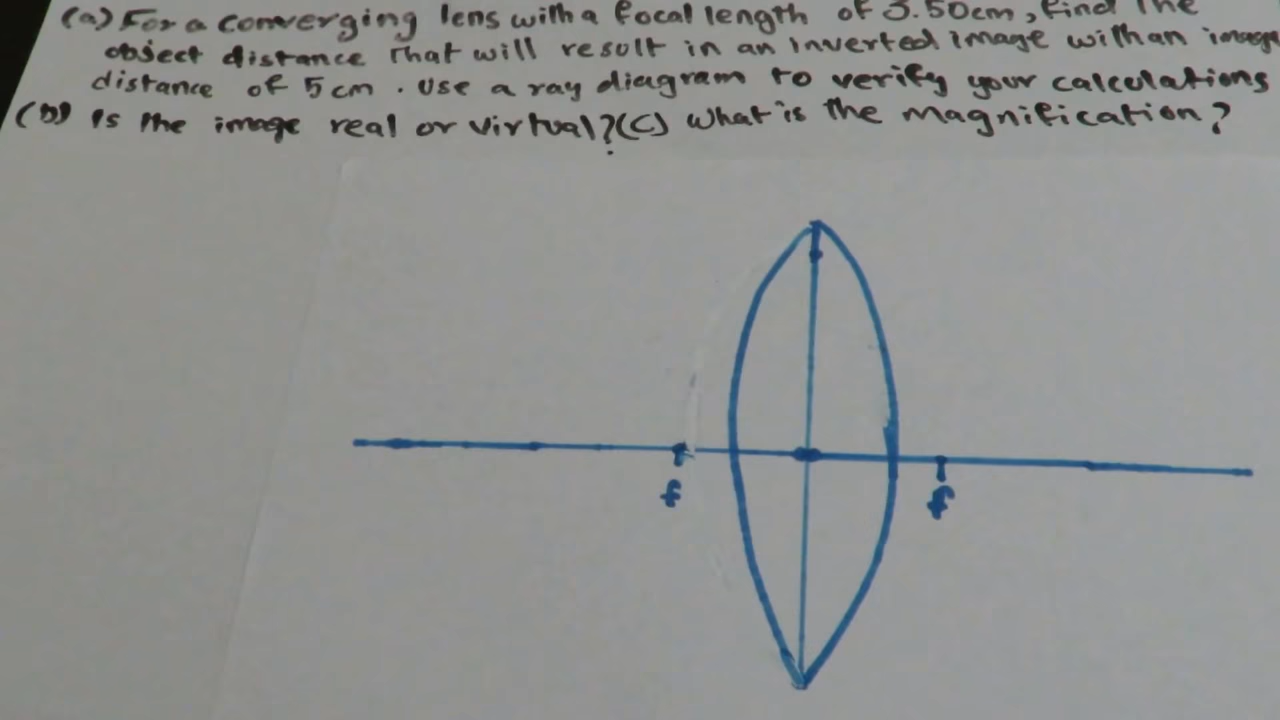 (a) For a converging lens with a focal length of 3.50cm, find the
object distance that will result in an inverted image with an image
distance of 5cm. Use a ray diagram to verify your calculations
(b) Is the image real or virtual? (c) What is the magnification?
f
f